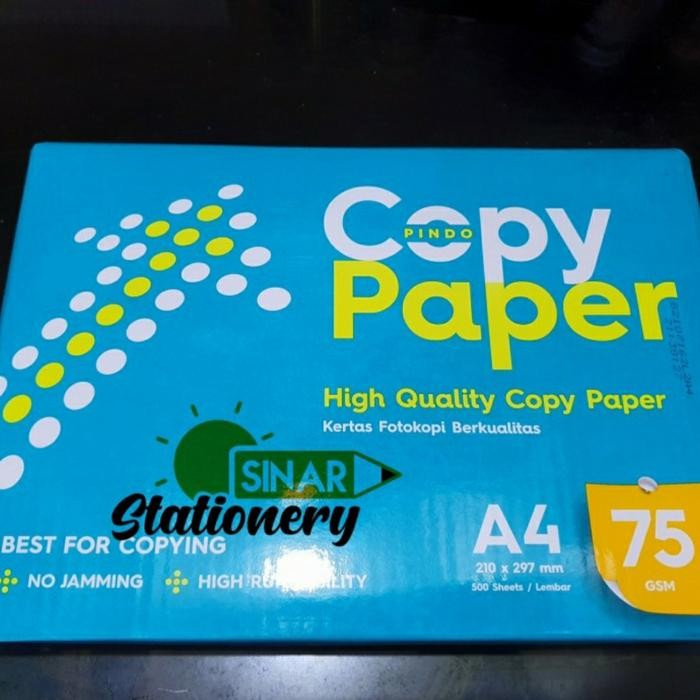 Copy
PINDO
Paper
High Quality Copy Paper
Kertas Fotokopi Berkualitas
SINAR
Stationery
BEST FOR COPYING
NO JAMMING
HIGH
A4
210 x 297 mm
500 Sheets / Lembar
75
GSM